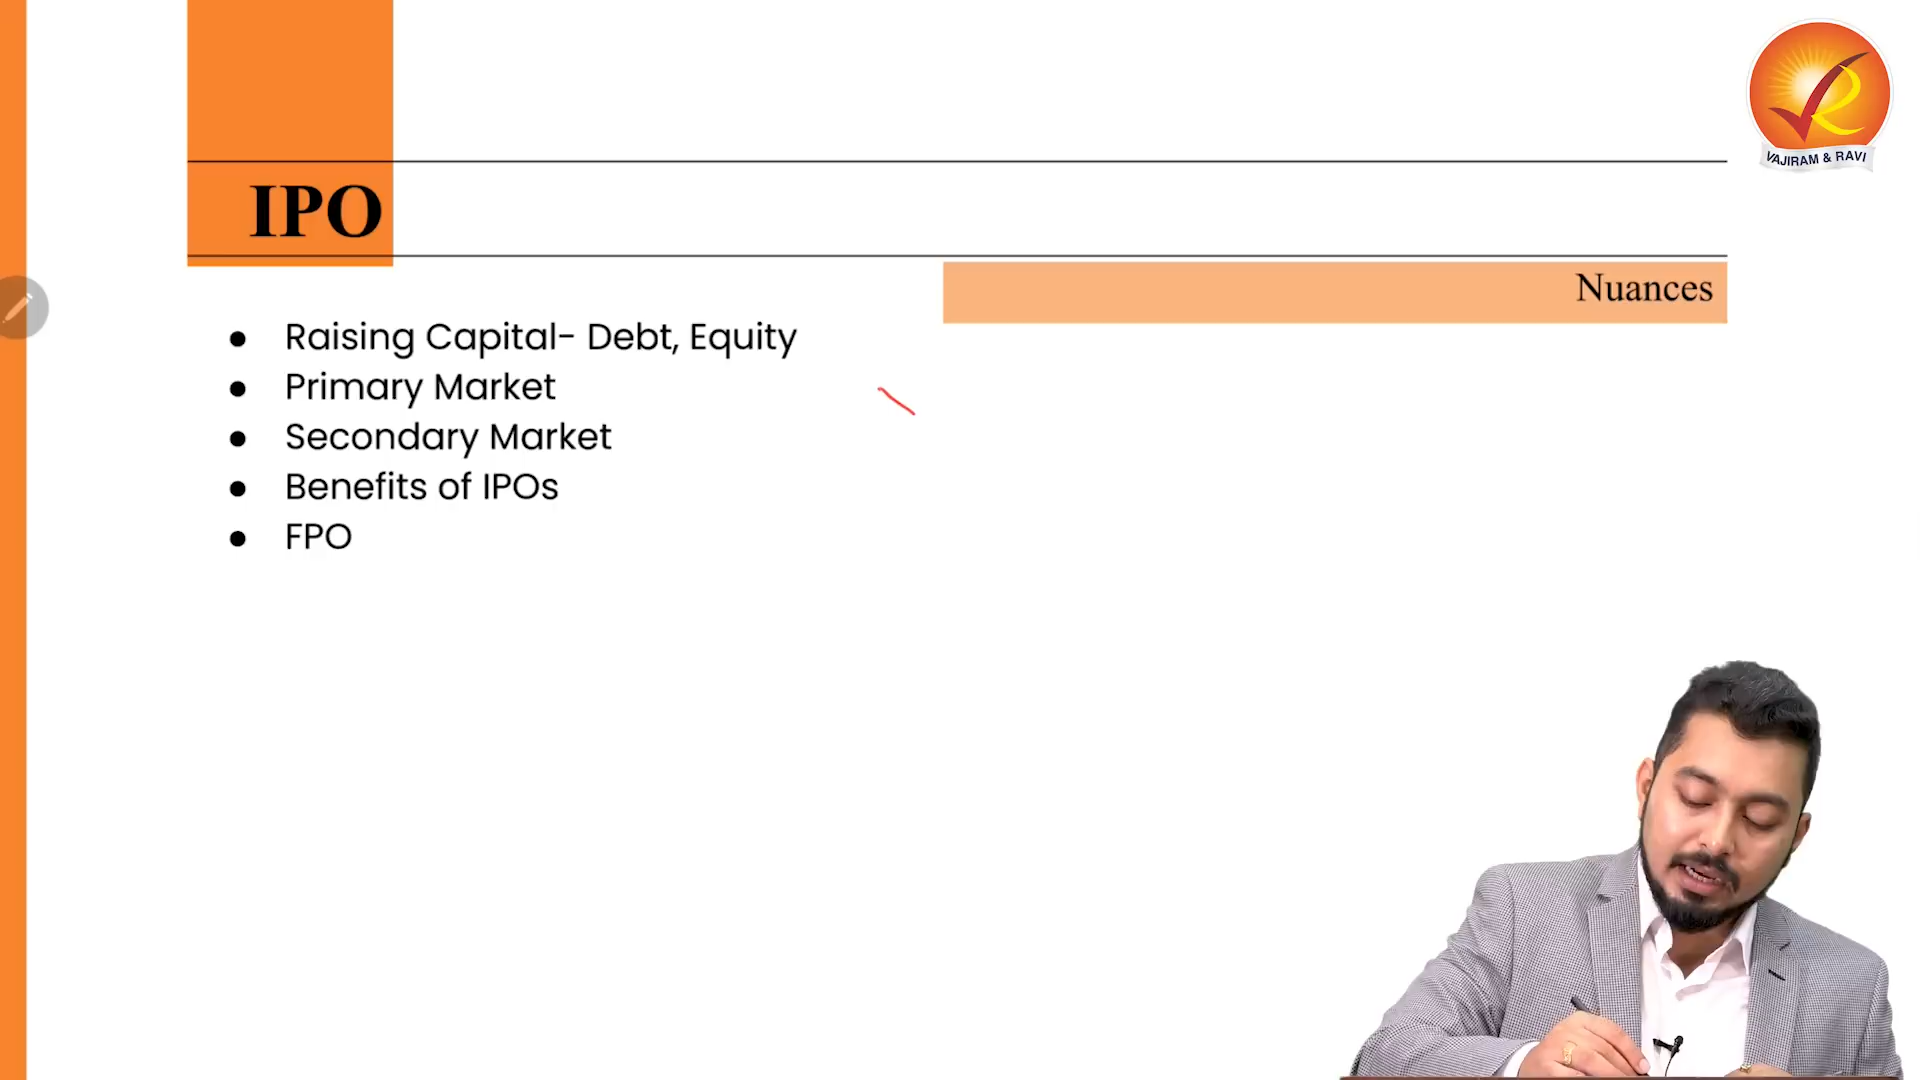 VAJIRAM & RAVI
IPO
Nuances
● Raising Capital- Debt, Equity
● Primary Market
● Secondary Market
● Benefits of IPOs
● FPO